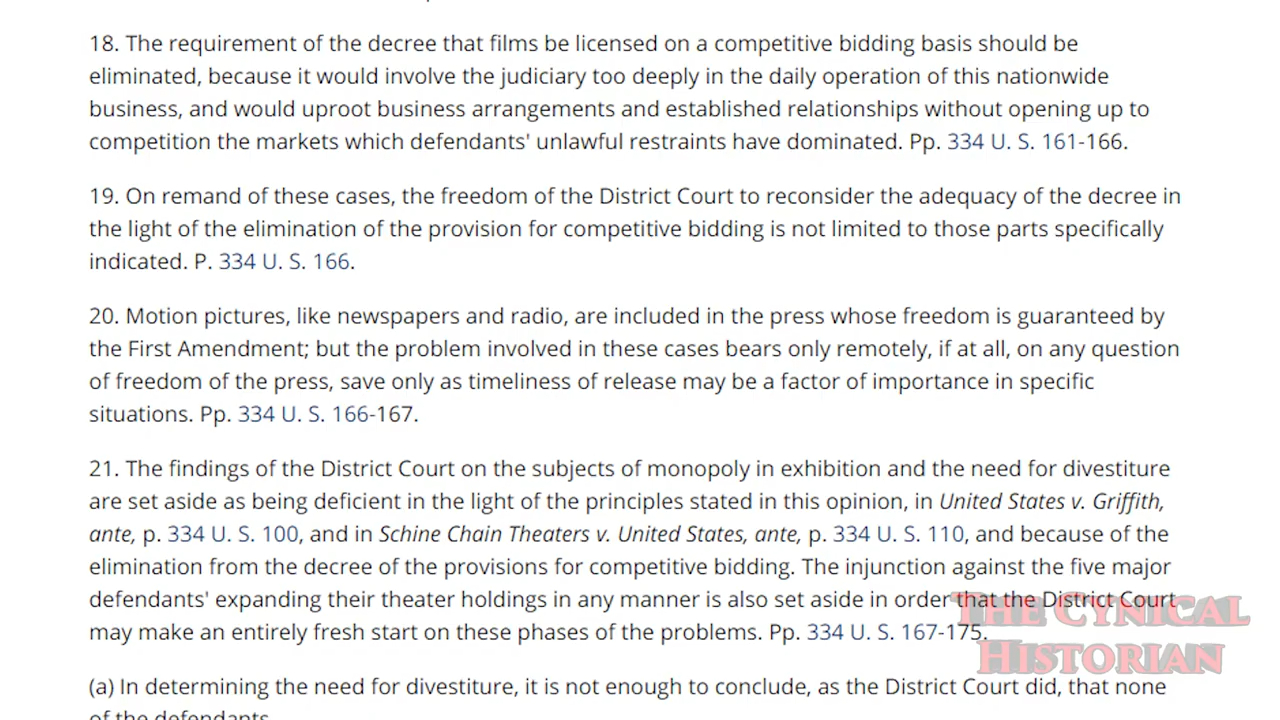 18. The requirement of the decree that films be licensed on a competitive bidding basis should be
eliminated, because it would involve the judiciary too deeply in the daily operation of this nationwide
business, and would uproot business arrangements and established relationships without opening up to
competition the markets which defendants' unlawful restraints have dominated. Pp. 334 U. S. 161-166.
19. On remand of these cases, the freedom of the District Court to reconsider the adequacy of the decree in
the light of the elimination of the provision for competitive bidding is not limited to those parts specifically
indicated. P. 334 U. S. 166.
20. Motion pictures, like newspapers and radio, are included in the press whose freedom is guaranteed by
the First Amendment; but the problem involved in these cases bears only remotely, if at all, on any question
of freedom of the press, save only as timeliness of release may be a factor of importance in specific
situations. Pp. 334 U. S. 166-167.
21. The findings of the District Court on the subjects of monopoly in exhibition and the need for divestiture
are set aside as being deficient in the light of the principles stated in this opinion, in United States v. Griffith,
ante, p. 334 U. S. 100, and in Schine Chain Theaters v. United States, ante, p. 334 U. S. 110, and because of the
elimination from the decree of the provisions for competitive bidding. The injunction against the five major
defendants' expanding their theater holdings in any manner is also set aside in order that the District Court
may make an entirely fresh start on these phases of the problems. Pp. 334 U. S. 167-175.
The Cynical
Historian
(a) In determining the need for divestiture, it is not enough to conclude, as the District Court did, that none
of the defendants